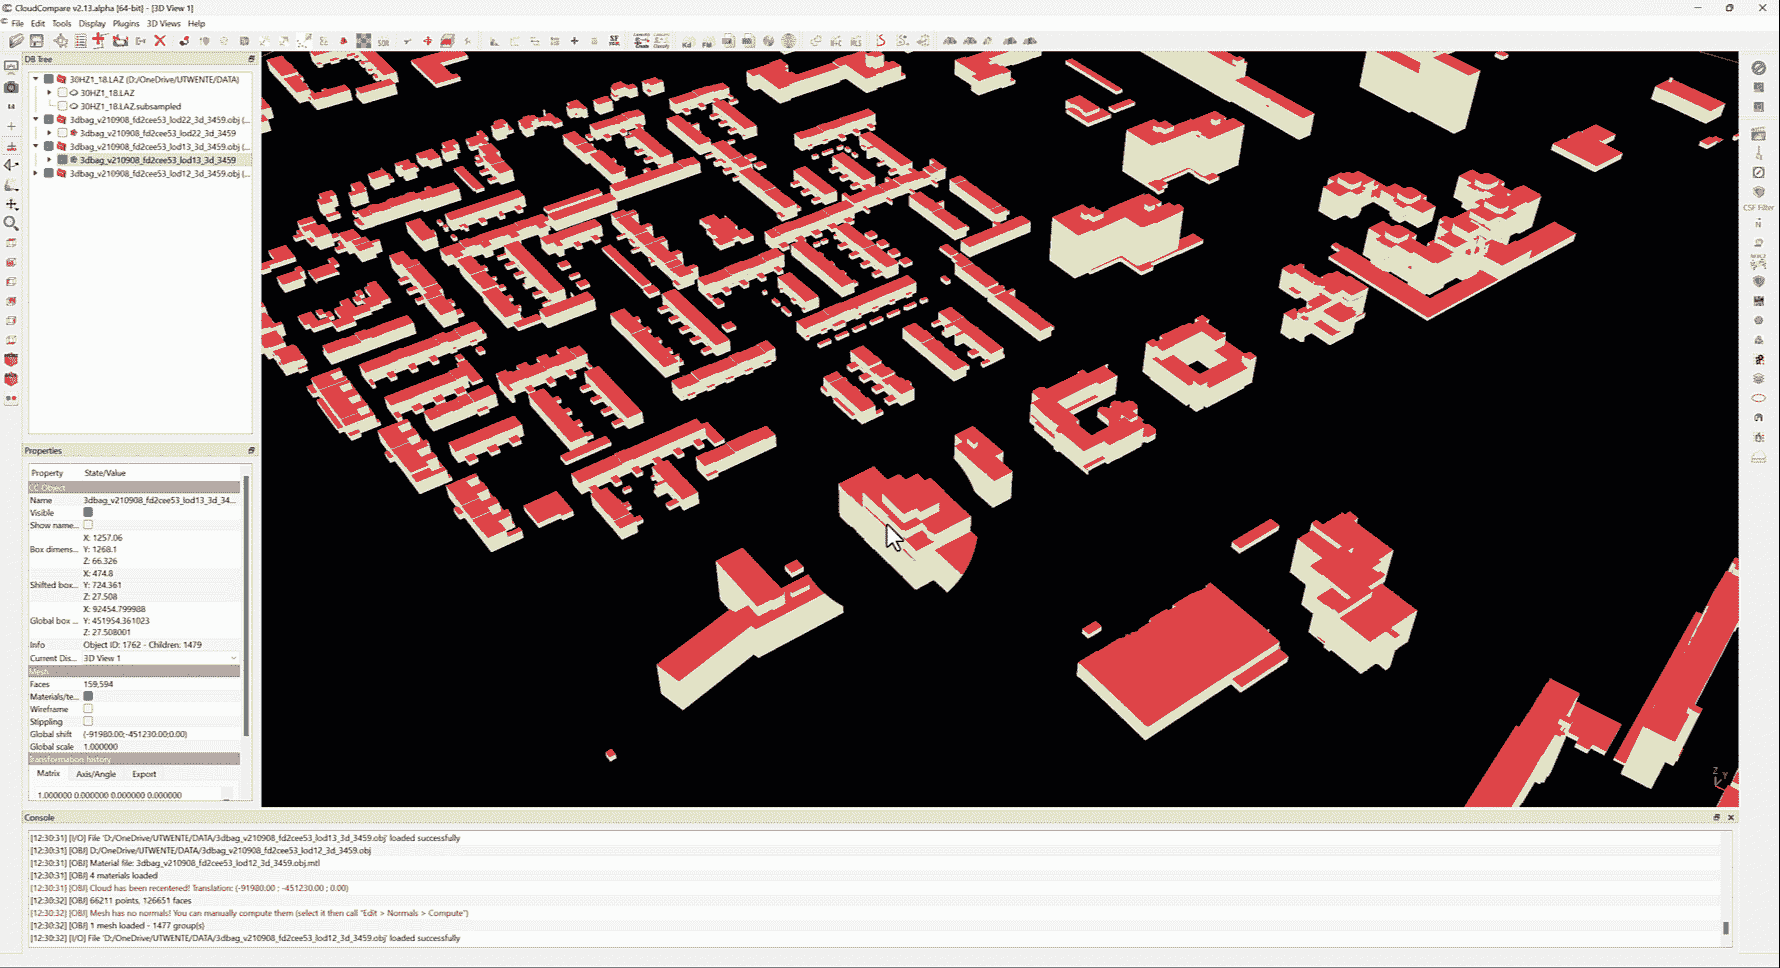 CloudCompare v2.13.alpha [64-bit] - [3D View 1]
File Edit Tools Display Plugins 3D Views Help
SOR SF Kd FM
DB Tree
30HZ1_18.LAZ (D:/OneDrive/UTWENTE/DATA)
30HZ1_18.LAZ
30HZ1_18.LAZ.subsampled
3dbag_v210908_fd2cee53_lod22_3d_3459.obj (...
3dbag_v210908_fd2cee53_lod22_3d_3459
3dbag_v210908_fd2cee53_lod13_3d_3459.obj (...
3dbag_v210908_fd2cee53_lod13_3d_3459
3dbag_v210908_fd2cee53_lod12_3d_3459.obj (...
CSF Filter
Properties
Property State/Value
CC Object
Name 3dbag_v210908_fd2cee53_lod13_3d_34...
Visible
Show name...
X: 1257.06
Box dimens... Y: 1268.1
Z: 66.326
X: 474.8
Shifted box... Y: 724.361
Z: 27.508
X: 92454.799988
Global box ... Y: 451954.361023
Z: 27.508001
Info Object ID: 1762 - Children: 1479
Current Dis... 3D View 1
Mesh
Faces 159,594
Materials/te...
Wireframe
Stippling
Global shift (-91980.00;-451230.00;0.00)
Global scale 1.000000
Transformation history
Matrix Axis/Angle Export
1.000000 0.000000 0.000000 0.000000
Z Y
Console
[12:30:31] [I/O] File 'D:/OneDrive/UTWENTE/DATA/3dbag_v210908_fd2cee53_lod13_3d_3459.obj' loaded successfully
[12:30:31] [OBJ] D:/OneDrive/UTWENTE/DATA/3dbag_v210908_fd2cee53_lod12_3d_3459.obj
[12:30:31] [OBJ] Material file: 3dbag_v210908_fd2cee53_lod12_3d_3459.obj.mtl
[12:30:31] [OBJ] 4 materials loaded
[12:30:31] [OBJ] Cloud has been recentered! Translation: (-91980.00 ; -451230.00 ; 0.00)
[12:30:32] [OBJ] 66211 points, 126651 faces
[12:30:32] [OBJ] Mesh has no normals! You can manually compute them (select it then call "Edit > Normals > Compute")
[12:30:32] [OBJ] 1 mesh loaded - 1477 group(s)
[12:30:32] [I/O] File 'D:/OneDrive/UTWENTE/DATA/3dbag_v210908_fd2cee53_lod12_3d_3459.obj' loaded successfully